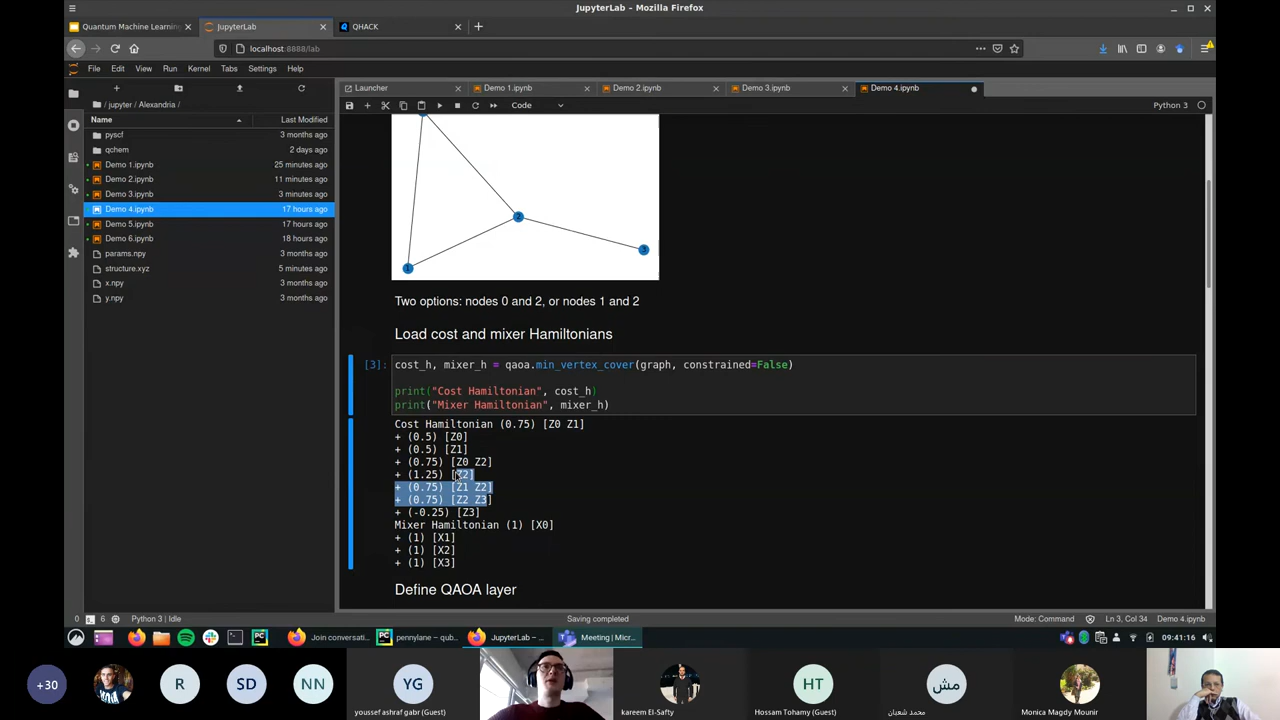 JupyterLab - Mozilla Firefox
Quantum Machine Learning
JupyterLab
QHACK
localhost:8888/lab
File Edit View Run Kernel Tabs Settings Help
Launcher
Demo 1.ipynb
Demo 2.ipynb
Demo 3.ipynb
Demo 4.ipynb
/ jupyter / Alexandria /
Code
Python 3
Name Last Modified
pyscf 3 months ago
qchem 2 days ago
Demo 1.ipynb 25 minutes ago
Demo 2.ipynb 11 minutes ago
Demo 3.ipynb 3 minutes ago
Demo 4.ipynb 17 hours ago
Demo 5.ipynb 17 hours ago
Demo 6.ipynb 18 hours ago
params.npy 3 months ago
structure.xyz 5 minutes ago
x.npy 3 months ago
y.npy 3 months ago
2
3
1
Two options: nodes 0 and 2, or nodes 1 and 2
Load cost and mixer Hamiltonians
[3]: cost_h, mixer_h = qaoa.min_vertex_cover(graph, constrained=False)
print("Cost Hamiltonian", cost_h)
print("Mixer Hamiltonian", mixer_h)
Cost Hamiltonian (0.75) [Z0 Z1]
+ (0.5) [Z0]
+ (0.5) [Z1]
+ (0.75) [Z0 Z2]
+ (1.25) [Z2]
+ (0.75) [Z1 Z2]
+ (0.75) [Z2 Z3]
+ (-0.25) [Z3]
Mixer Hamiltonian (1) [X0]
+ (1) [X1]
+ (1) [X2]
+ (1) [X3]
Define QAOA layer
0 6 Python 3 | Idle Saving completed Mode: Command Ln 3, Col 34 Demo 4.ipynb
Join conversati...
pennylane – qub...
JupyterLab – ...
Meeting | Micr...
09:41:16
+30
R
SD
NN
YG
HT
مش
youssef ashraf gabr (Guest)
kareem El-Safty
Hossam Tohamy (Guest)
مش شعبان
Monica Magdy Mounir